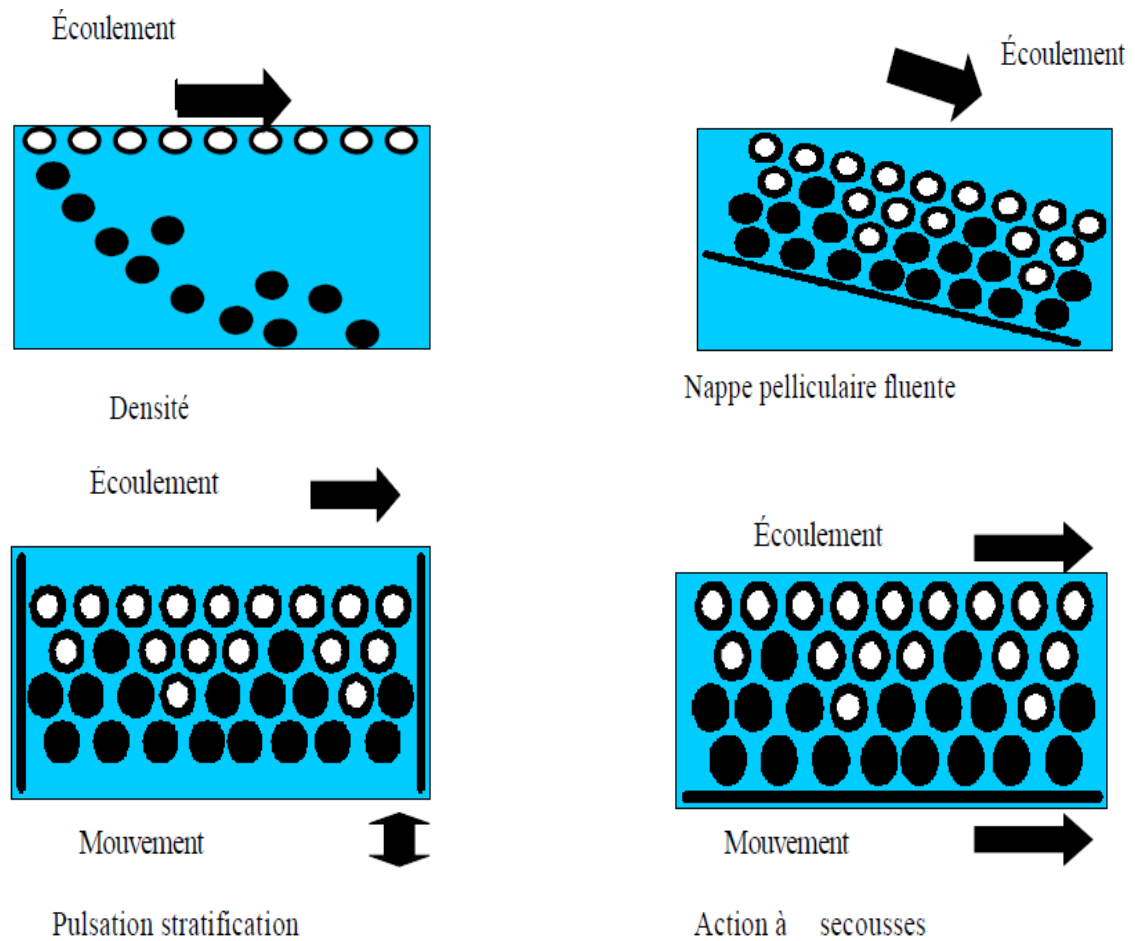 Écoulement
Écoulement
Densité
Nappe pelliculaire fluente
Écoulement
Écoulement
Mouvement
Mouvement
Pulsation stratification
Action à secousses